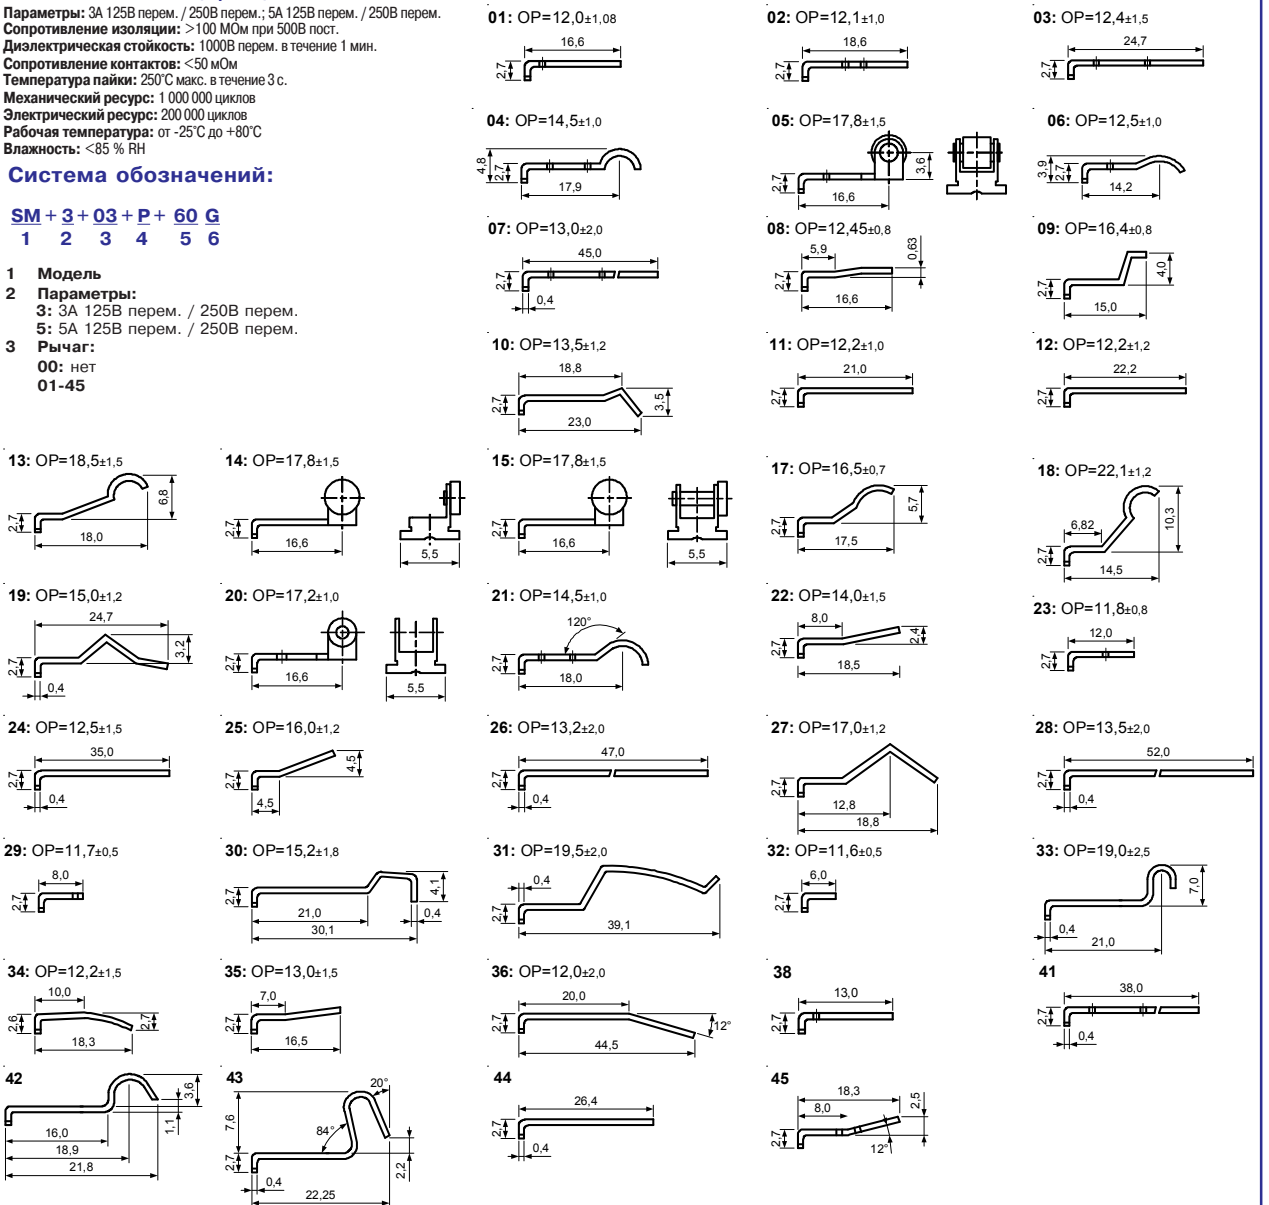 Параметры: 3А 125В перем. / 250В перем.; 5А 125В перем. / 250В перем.
Сопротивление изоляции: >100 МОм при 500В пост.
Диэлектрическая стойкость: 1000В перем. в течение 1 мин.
Сопротивление контактов: <50 мОм
Температура пайки: 250°С макс. в течение 3 с.
Механический ресурс: 1 000 000 циклов
Электрический ресурс: 200 000 циклов
Рабочая температура: от -25°С до +80°С
Влажность: <85 % RH
Система обозначений:
SM + 3 + 03 + P + 60 G
1 2 3 4 5 6
1 Модель
2 Параметры:
3: 3А 125В перем. / 250В перем.
5: 5А 125В перем. / 250В перем.
3 Рычаг:
00: нет
01-45
01: OP=12,0±1,08
16,6
2,7
02: OP=12,1±1,0
18,6
2,7
03: OP=12,4±1,5
24,7
2,7
04: OP=14,5±1,0
4,8
2,7
17,9
05: OP=17,8±1,5
3,6
2,7
16,6
06: OP=12,5±1,0
3,9
2,7
14,2
07: OP=13,0±2,0
45,0
2,7
0,4
08: OP=12,45±0,8
5,9
0,63
2,7
16,6
09: OP=16,4±0,8
4,0
2,7
15,0
10: OP=13,5±1,2
18,8
2,7
3,5
23,0
11: OP=12,2±1,0
21,0
2,7
12: OP=12,2±1,2
22,2
2,7
13: OP=18,5±1,5
6,8
2,7
18,0
14: OP=17,8±1,5
2,7
16,6
5,5
15: OP=17,8±1,5
2,7
16,6
5,5
17: OP=16,5±0,7
5,7
2,7
17,5
18: OP=22,1±1,2
6,82
10,3
2,7
14,5
19: OP=15,0±1,2
24,7
3,2
2,7
0,4
20: OP=17,2±1,0
2,7
16,6
5,5
21: OP=14,5±1,0
120°
2,7
18,0
22: OP=14,0±1,5
8,0
2,4
2,7
18,5
23: OP=11,8±0,8
12,0
2,7
24: OP=12,5±1,5
35,0
2,7
0,4
25: OP=16,0±1,2
4,5
2,7
4,5
26: OP=13,2±2,0
47,0
2,7
0,4
27: OP=17,0±1,2
2,7
12,8
18,8
28: OP=13,5±2,0
52,0
2,7
0,4
29: OP=11,7±0,5
8,0
2,7
30: OP=15,2±1,8
2,7
4,1
21,0
0,4
30,1
31: OP=19,5±2,0
0,4
2,7
39,1
32: OP=11,6±0,5
6,0
2,7
33: OP=19,0±2,5
7,0
0,4
21,0
34: OP=12,2±1,5
10,0
2,6
2,7
18,3
35: OP=13,0±1,5
7,0
2,7
16,5
36: OP=12,0±2,0
20,0
2,7
12°
44,5
38
13,0
2,7
41
38,0
2,7
0,4
42
3,6
1,1
16,0
18,9
21,8
43
20°
7,6
84°
2,7
2,2
0,4
22,25
44
26,4
2,7
0,4
45
18,3
8,0
2,5
2,7
12°